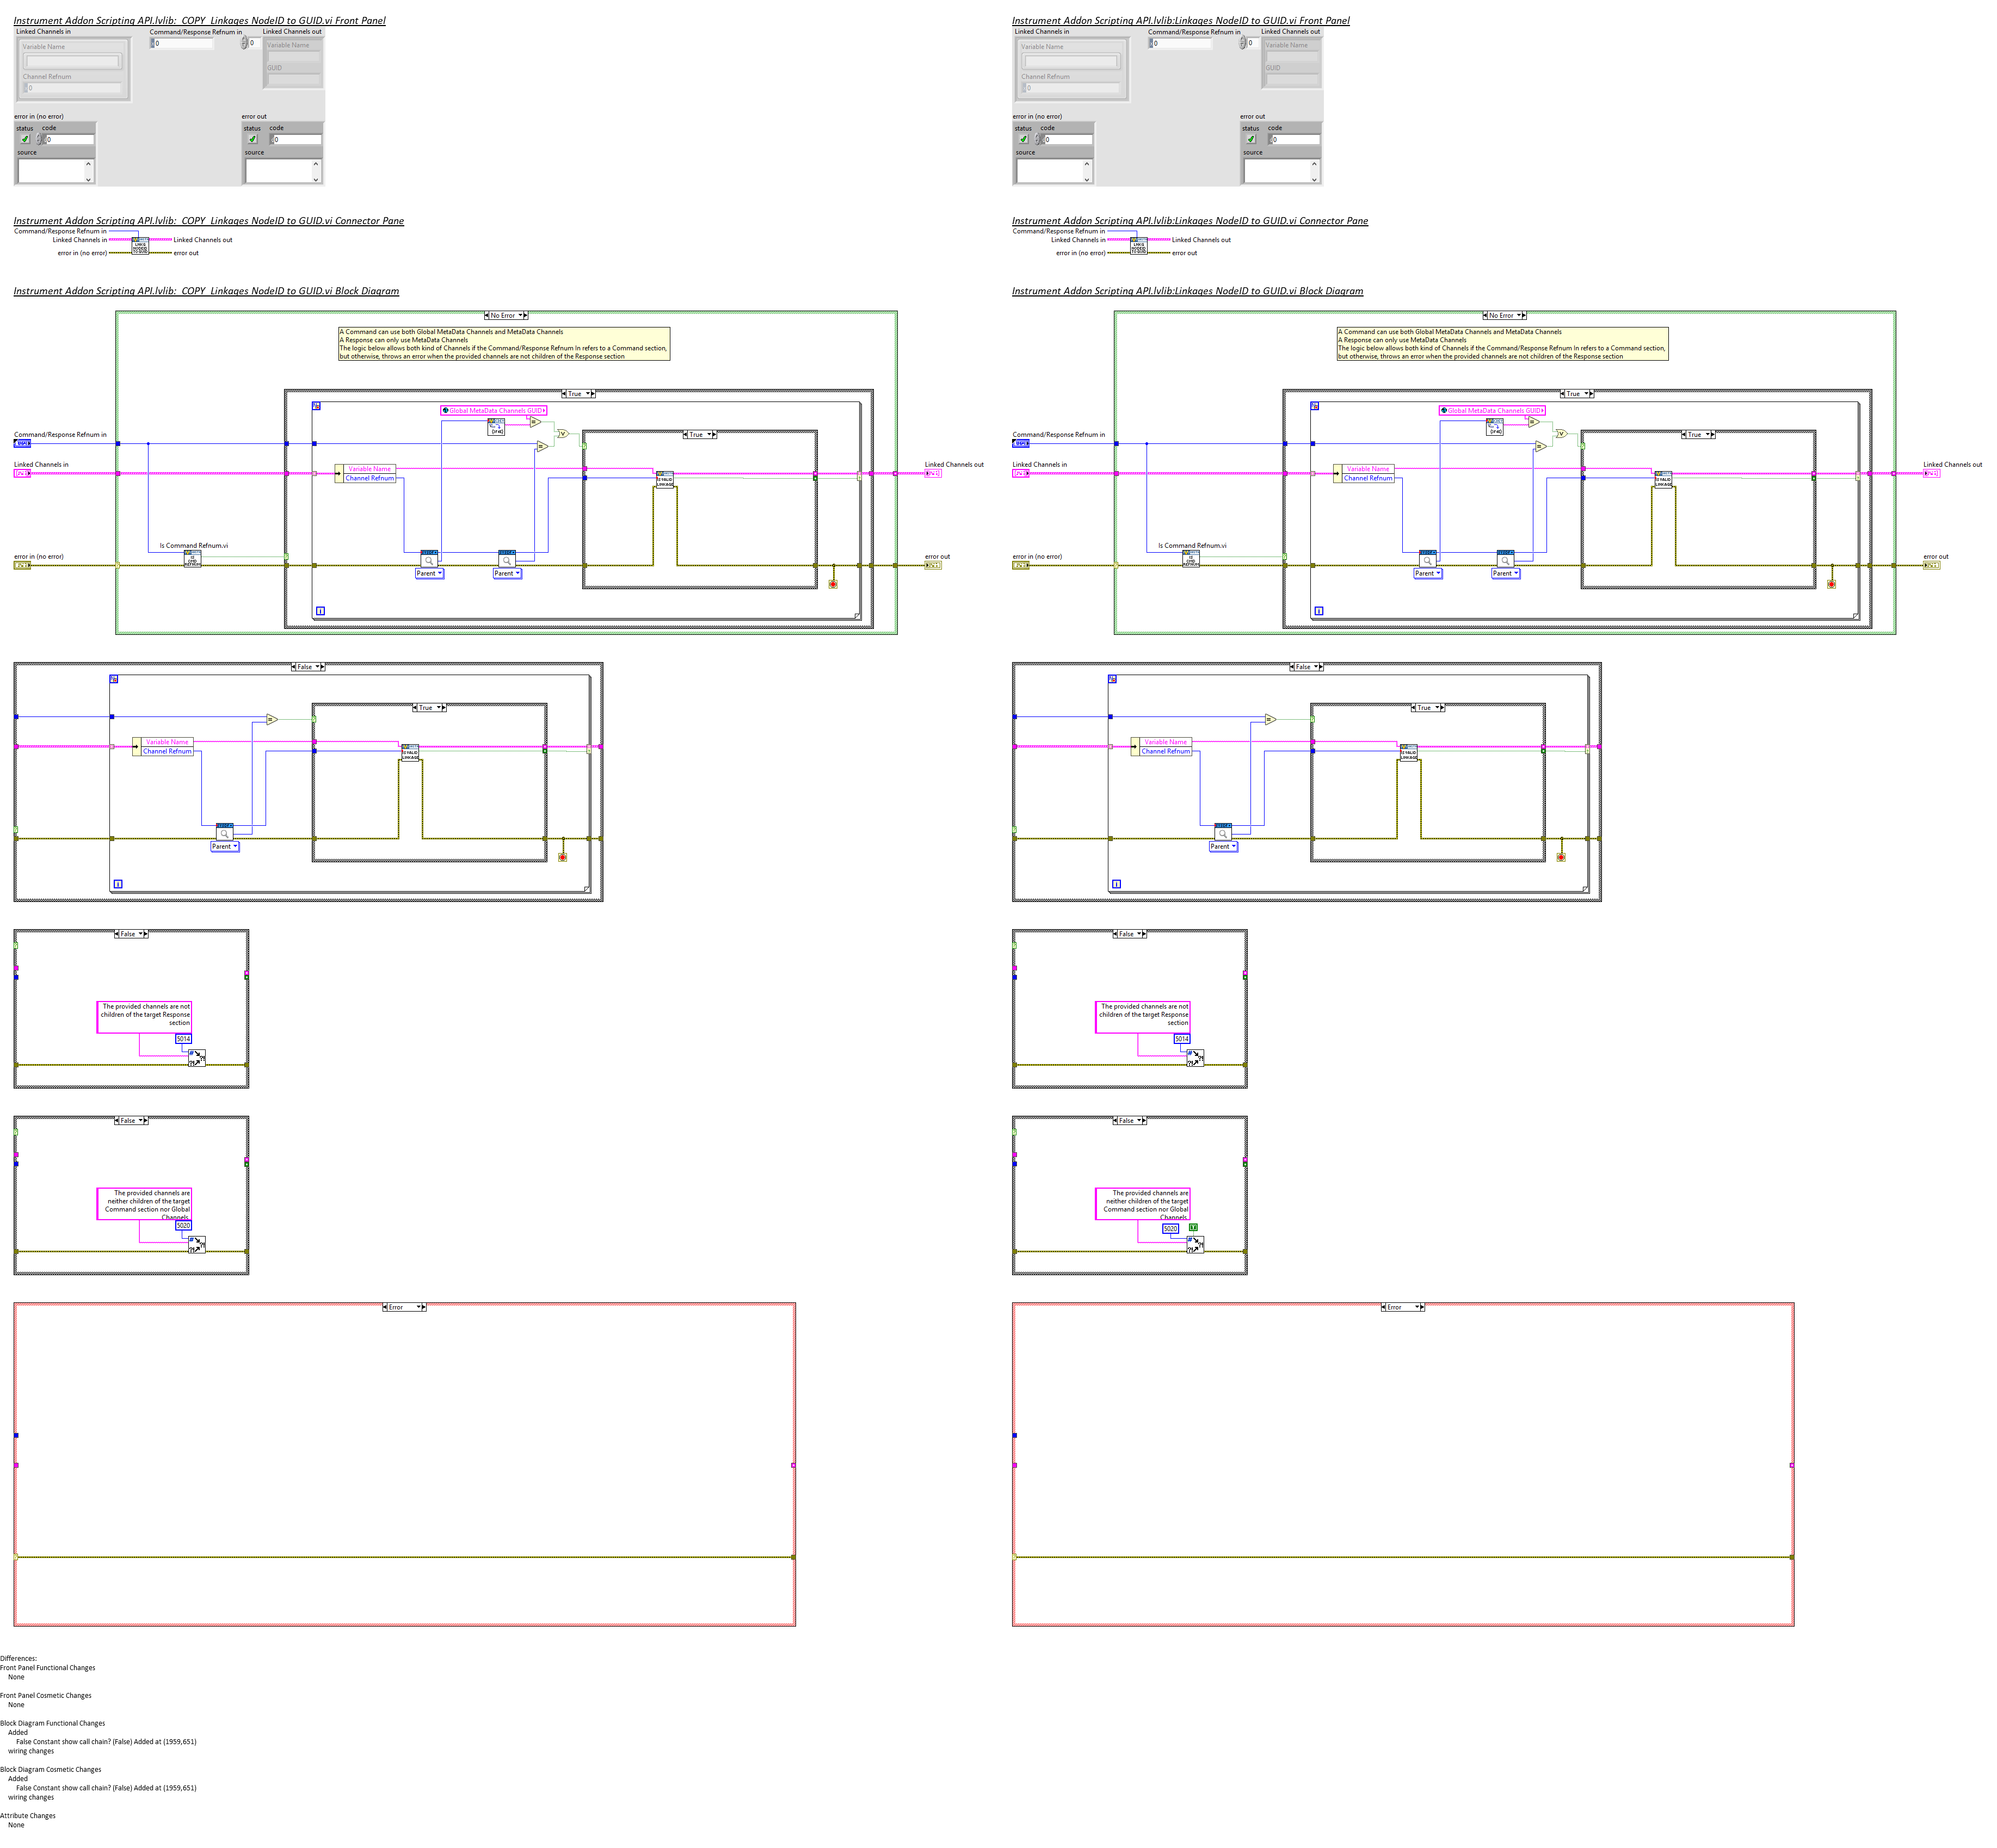 Instrument Addon Scripting API.lvlib:_COPY_Linkages NodeID to GUID.vi Front Panel
Linked Channels in
Command/Response Refnum in
Linked Channels out
Variable Name
0
0
Variable Name
Channel Refnum
GUID
0
error in (no error)
error out
status code
status code
0
0
source
source
Instrument Addon Scripting API.lvlib:_COPY_Linkages NodeID to GUID.vi Connector Pane
Command/Response Refnum in
Linked Channels in
Linked Channels out
error in (no error)
error out
Instrument Addon Scripting API.lvlib:_COPY_Linkages NodeID to GUID.vi Block Diagram
No Error
A Command can use both Global MetaData Channels and MetaData Channels
A Response can only use MetaData Channels
The logic below allows both kind of Channels if the Command/Response Refnum In refers to a Command section,
but otherwise, throws an error when the provided channels are not children of the Response section
True
Global MetaData Channels GUID
Command/Response Refnum in
True
Linked Channels in
Variable Name
Channel Refnum
IS VALID
LINKAGE
Linked Channels out
Is Command Refnum.vi
error in (no error)
error out
Parent
Parent
i
False
True
Variable Name
Channel Refnum
IS VALID
LINKAGE
Parent
i
False
The provided channels are not
children of the target Response
section
5014
False
The provided channels are
neither children of the target
Command section nor Global
Channels.
5020
Error
Instrument Addon Scripting API.lvlib:Linkages NodeID to GUID.vi Front Panel
Linked Channels in
Command/Response Refnum in
Linked Channels out
Variable Name
0
0
Variable Name
Channel Refnum
GUID
0
error in (no error)
error out
status code
status code
0
0
source
source
Instrument Addon Scripting API.lvlib:Linkages NodeID to GUID.vi Connector Pane
Command/Response Refnum in
Linked Channels in
Linked Channels out
error in (no error)
error out
Instrument Addon Scripting API.lvlib:Linkages NodeID to GUID.vi Block Diagram
No Error
A Command can use both Global MetaData Channels and MetaData Channels
A Response can only use MetaData Channels
The logic below allows both kind of Channels if the Command/Response Refnum In refers to a Command section,
but otherwise, throws an error when the provided channels are not children of the Response section
True
Global MetaData Channels GUID
Command/Response Refnum in
True
Linked Channels in
Variable Name
Channel Refnum
IS VALID
LINKAGE
Linked Channels out
Is Command Refnum.vi
error in (no error)
error out
Parent
Parent
i
False
True
Variable Name
Channel Refnum
IS VALID
LINKAGE
Parent
i
False
The provided channels are not
children of the target Response
section
5014
False
The provided channels are
neither children of the target
Command section nor Global
Channels.
5020
Error
Differences:
Front Panel Functional Changes
None
Front Panel Cosmetic Changes
None
Block Diagram Functional Changes
Added
False Constant show call chain? (False) Added at (1959,651)
wiring changes
Block Diagram Cosmetic Changes
Added
False Constant show call chain? (False) Added at (1959,651)
wiring changes
Attribute Changes
None